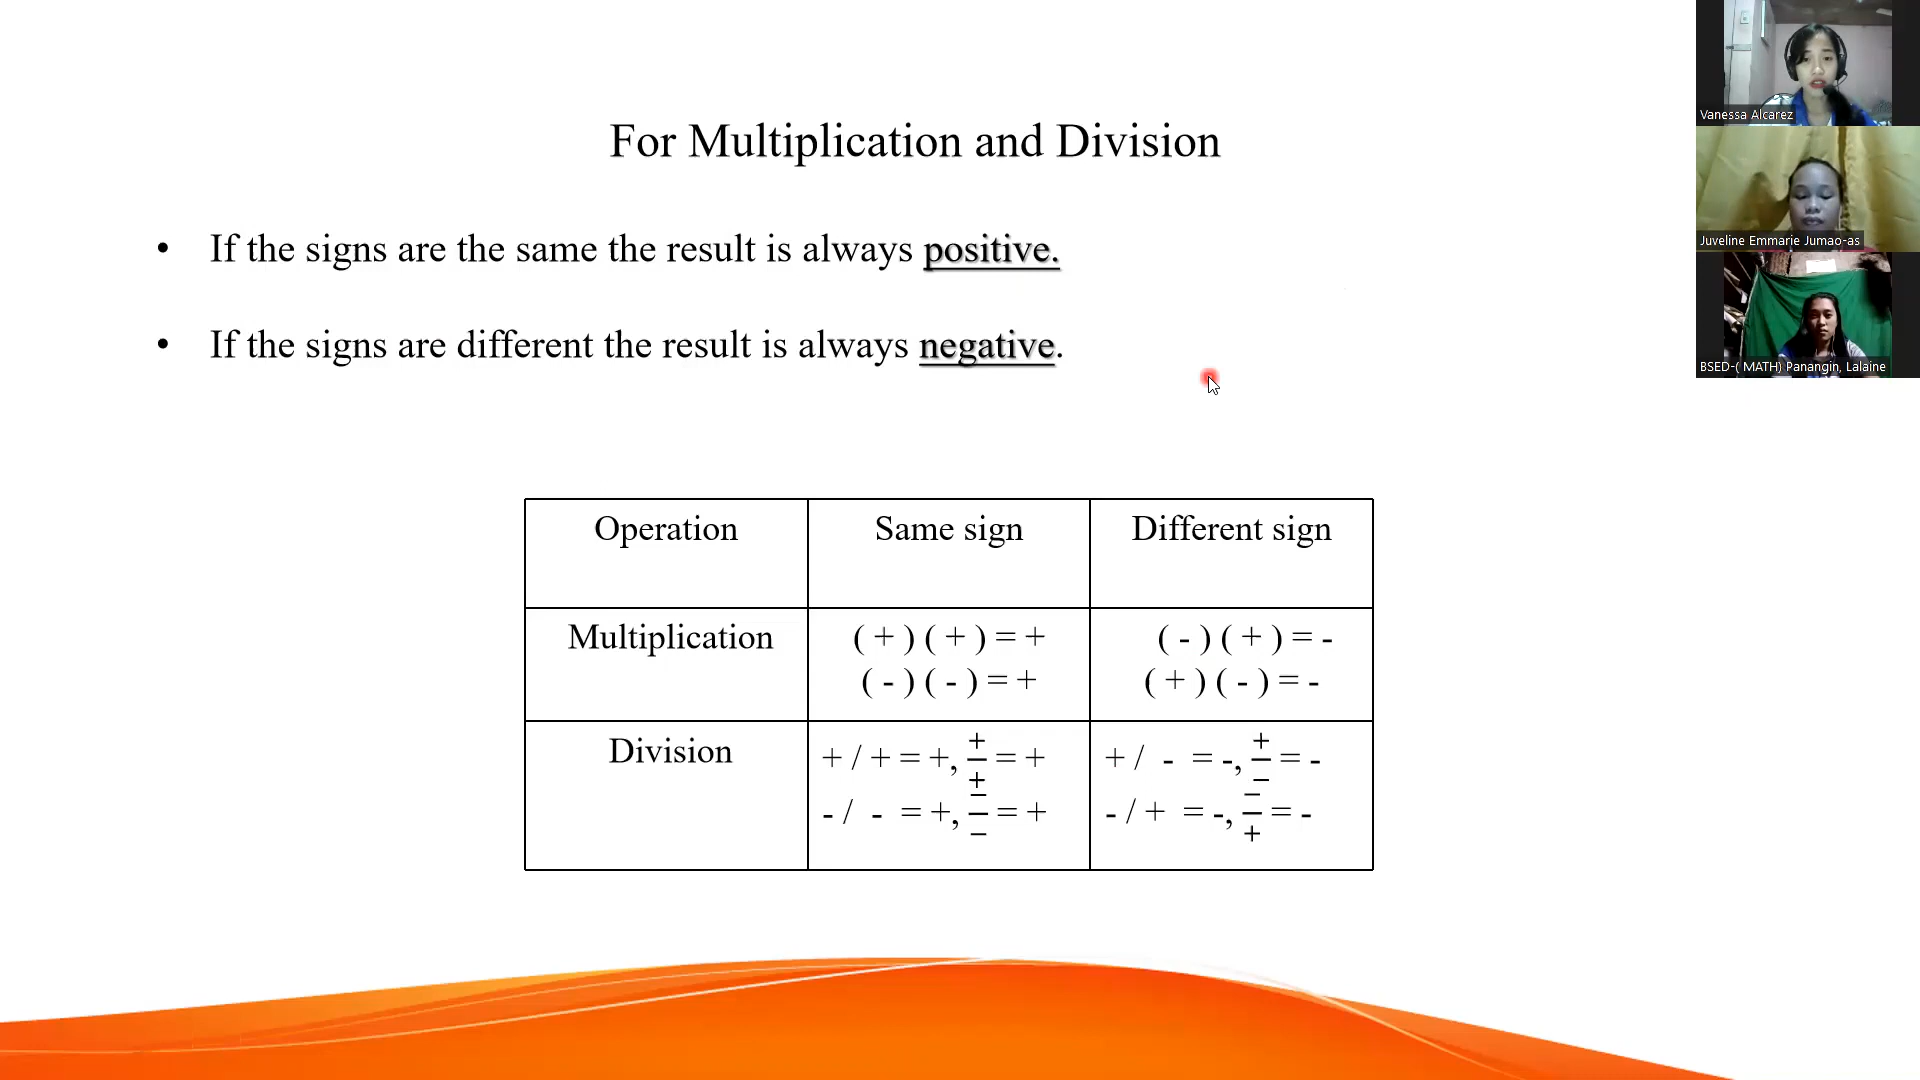 For Multiplication and Division
• If the signs are the same the result is always positive.
• If the signs are different the result is always negative.
Operation Same sign Different sign
Multiplication ( + ) ( + ) = + ( - ) ( + ) = -
( - ) ( - ) = + ( + ) ( - ) = -
Division + / + = +, +/+ = + + / - = -, +/− = -
- / - = +, −/− = + - / + = -, −/+ = -
Vanessa Alcarez
Juveline Emmarie Jumao-as
BSED-( MATH) Panangin, Lalaine